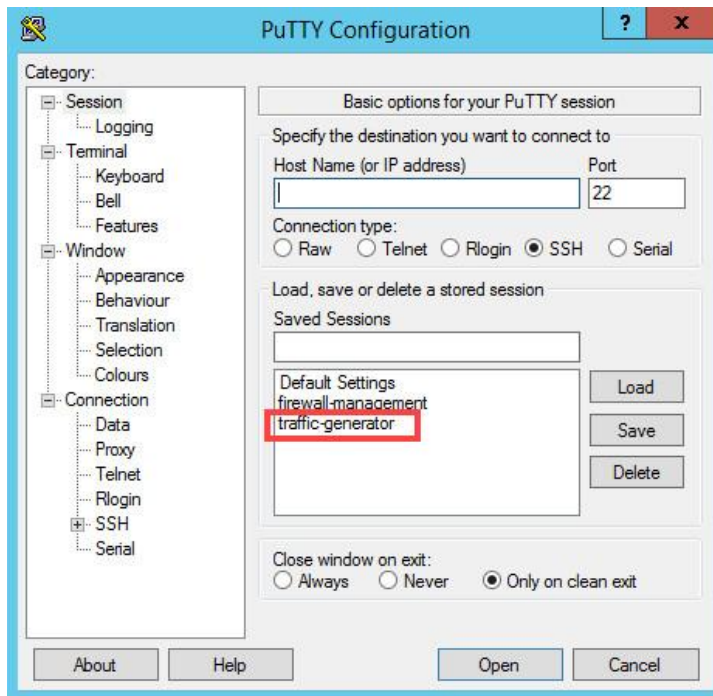 PuTTY Configuration
?
x
Category:
Session
Logging
Terminal
Keyboard
Bell
Features
Window
Appearance
Behaviour
Translation
Selection
Colours
Connection
Data
Proxy
Telnet
Rlogin
SSH
Serial
Basic options for your PuTTY session
Specify the destination you want to connect to
Host Name (or IP address) Port
22
Connection type:
Raw Telnet Rlogin SSH Serial
Load, save or delete a stored session
Saved Sessions
Default Settings
firewall-management
traffic-generator
Load
Save
Delete
Close window on exit:
Always Never Only on clean exit
About Help Open Cancel